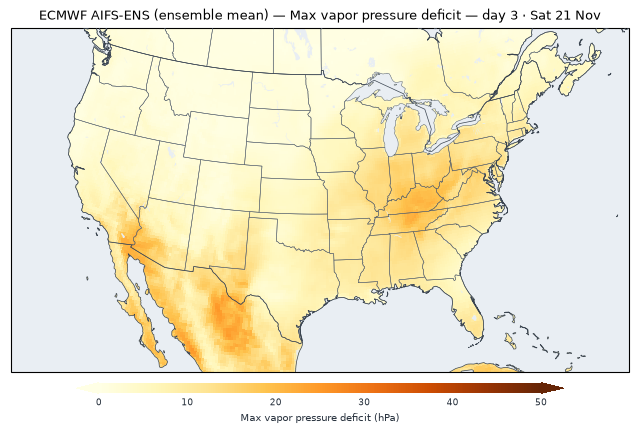 ECMWF AIFS-ENS (ensemble mean) — Max vapor pressure deficit — day 3 · Sat 21 Nov
0 10 20 30 40 50
Max vapor pressure deficit (hPa)